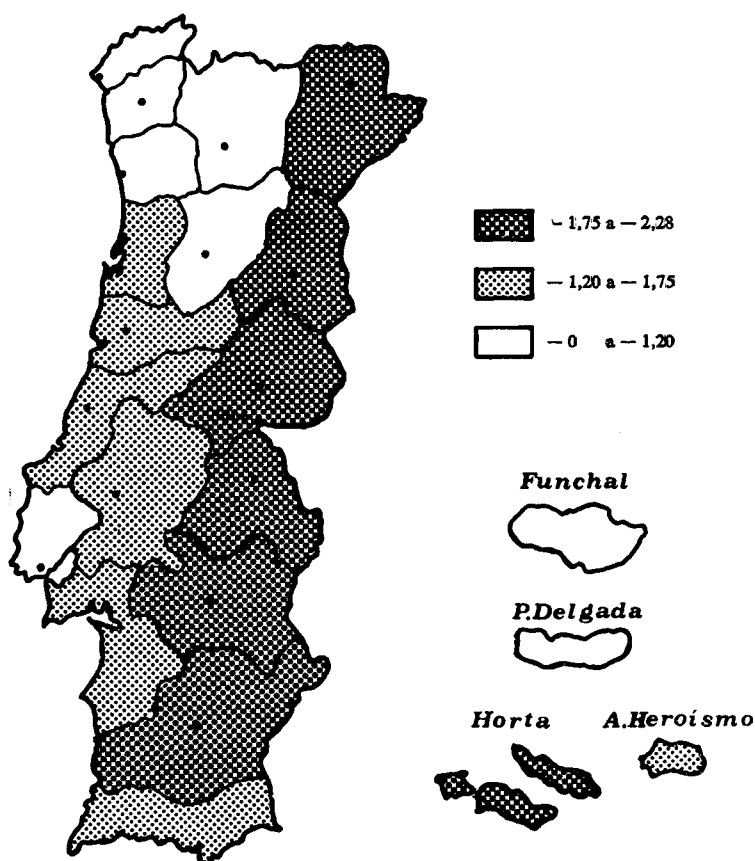 – 1,75 a — 2,28
— 1,20 a — 1,75
— 0 a — 1,20
Funchal
P.Delgada
Horta A.Heroísmo